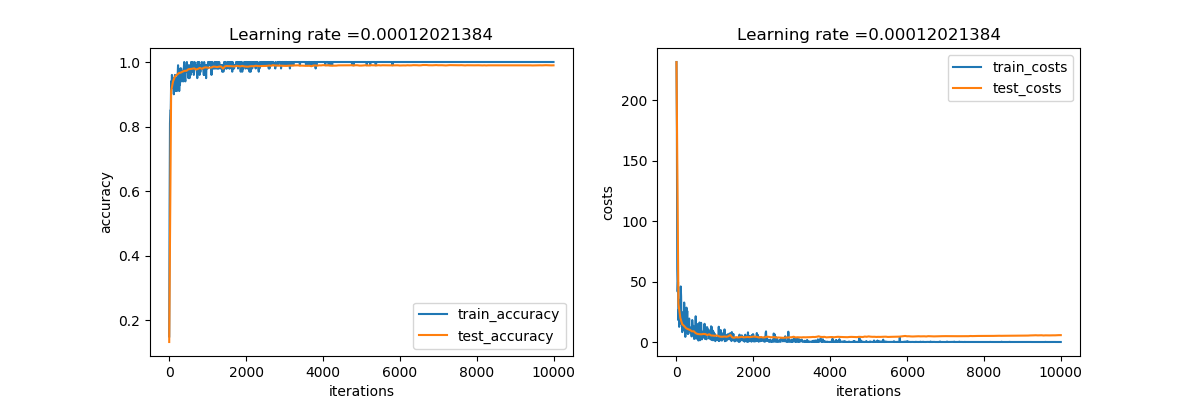 Learning rate =0.00012021384
1.0
0.8
0.6
0.4
0.2
accuracy
train_accuracy
test_accuracy
0 2000 4000 6000 8000 10000
iterations
Learning rate =0.00012021384
200
150
100
50
0
costs
train_costs
test_costs
0 2000 4000 6000 8000 10000
iterations